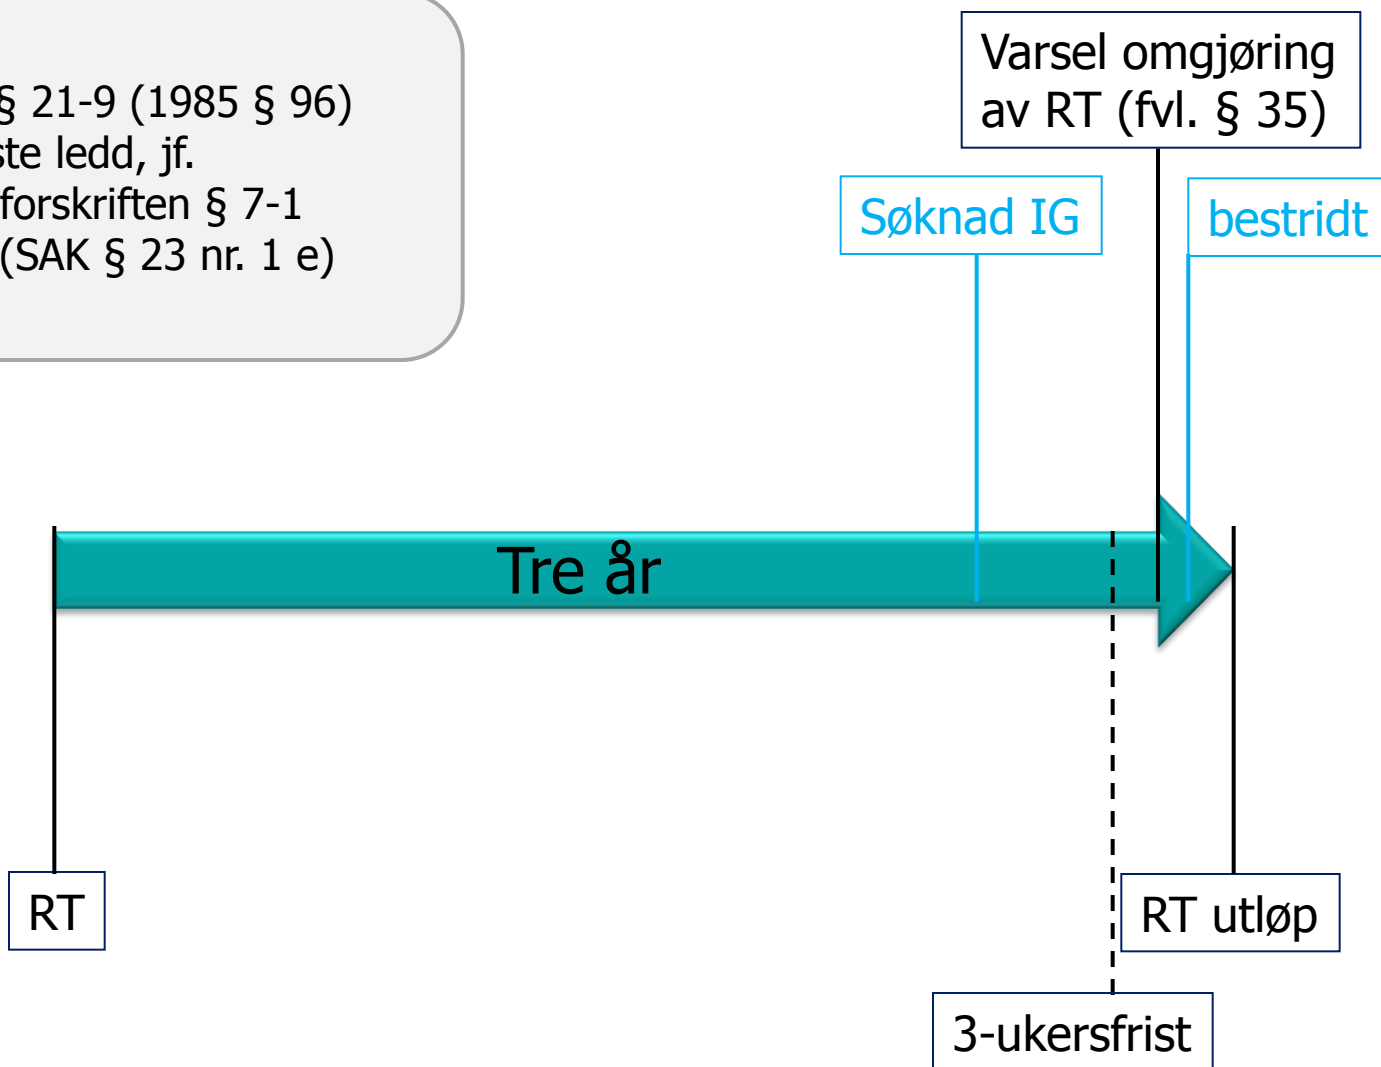 § 21-9 (1985 § 96)
ste ledd, jf.
forskriften § 7-1
(SAK § 23 nr. 1 e)
Varsel omgjøring
av RT (fvl. § 35)
Søknad IG
bestridt
Tre år
RT
RT utløp
3-ukersfrist